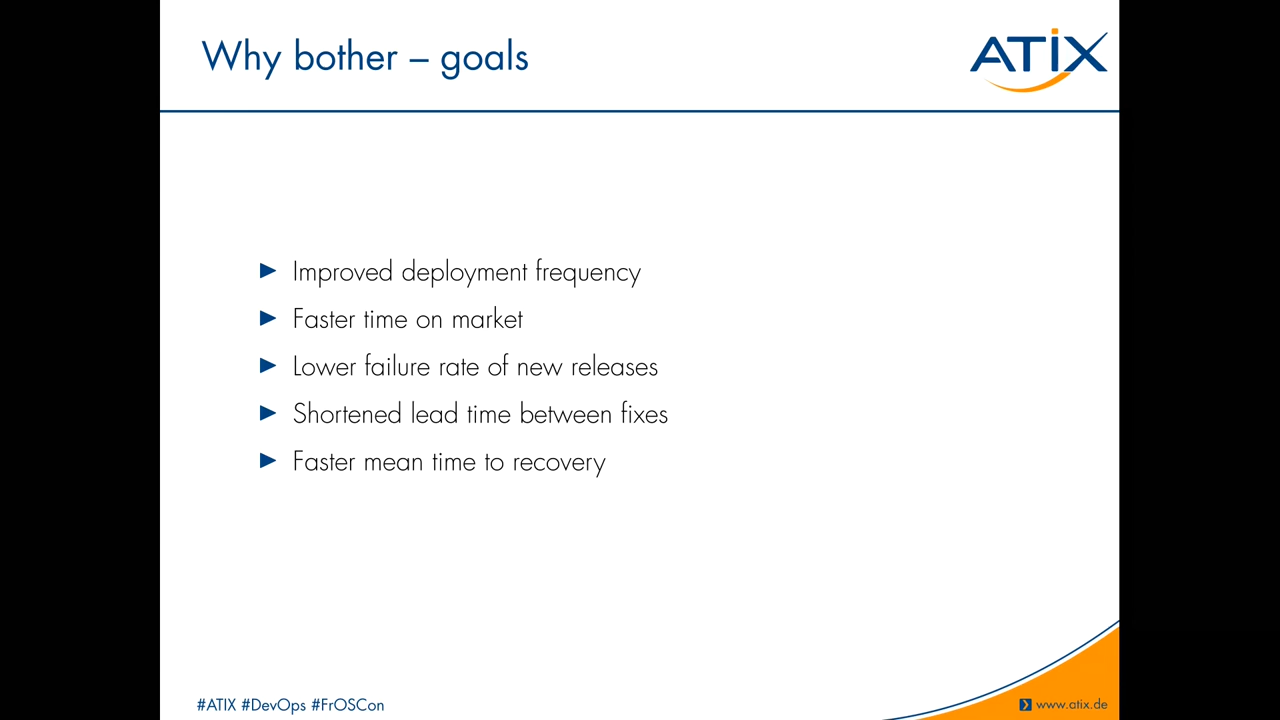 Why bother – goals
ATIX
Improved deployment frequency
Faster time on market
Lower failure rate of new releases
Shortened lead time between fixes
Faster mean time to recovery
#ATIX #DevOps #FrOSCon
www.atix.de